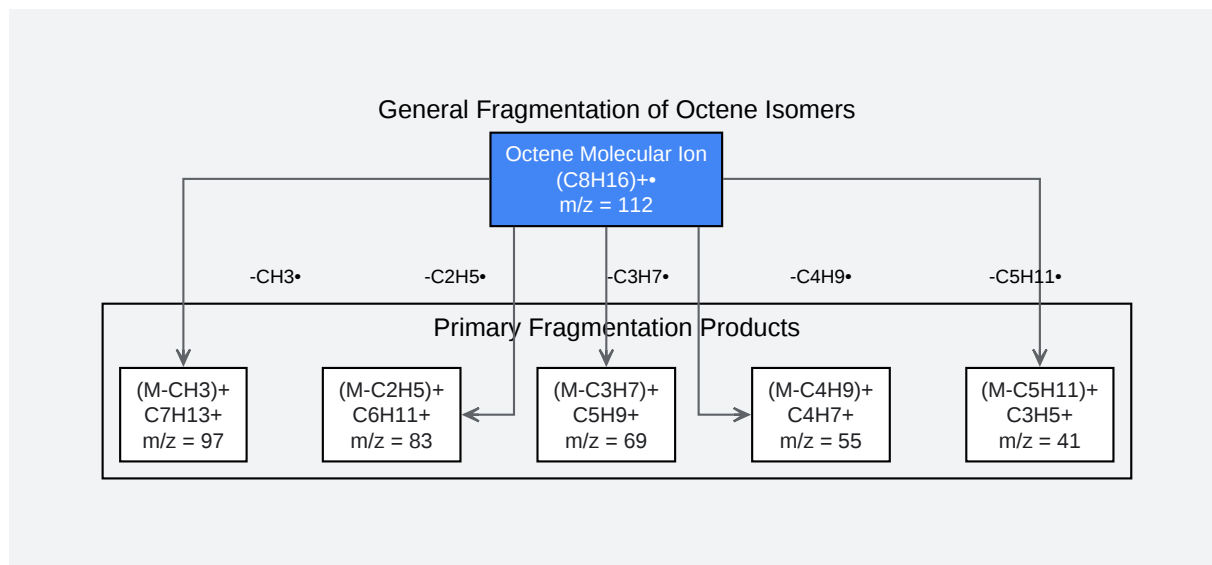 General Fragmentation of Octene Isomers
Octene Molecular Ion
(C8H16)+•
m/z = 112
-CH3•
-C2H5•
-C3H7•
-C4H9•
-C5H11•
Primary Fragmentation Products
(M-CH3)+
C7H13+
m/z = 97
(M-C2H5)+
C6H11+
m/z = 83
(M-C3H7)+
C5H9+
m/z = 69
(M-C4H9)+
C4H7+
m/z = 55
(M-C5H11)+
C3H5+
m/z = 41